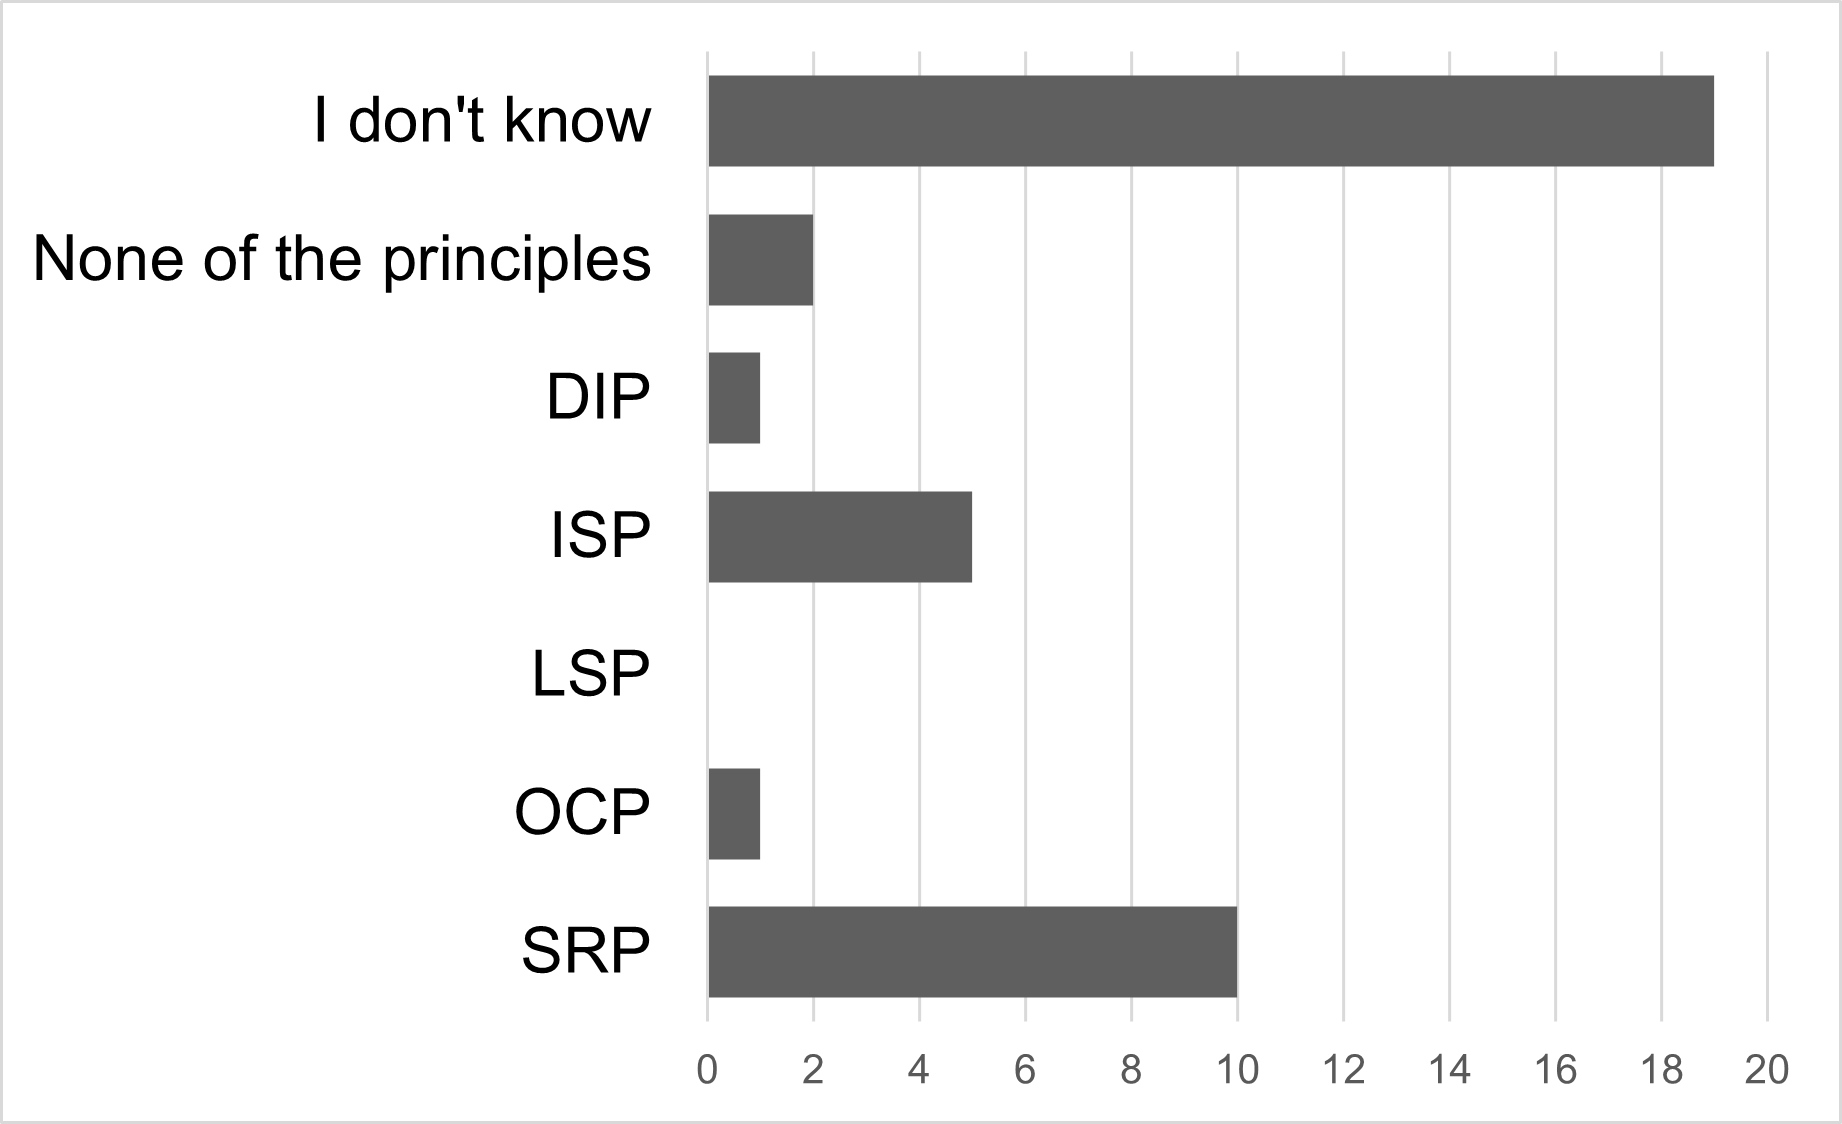 I don't know
None of the principles
DIP
ISP
LSP
OCP
SRP
0 2 4 6 8 10 12 14 16 18 20